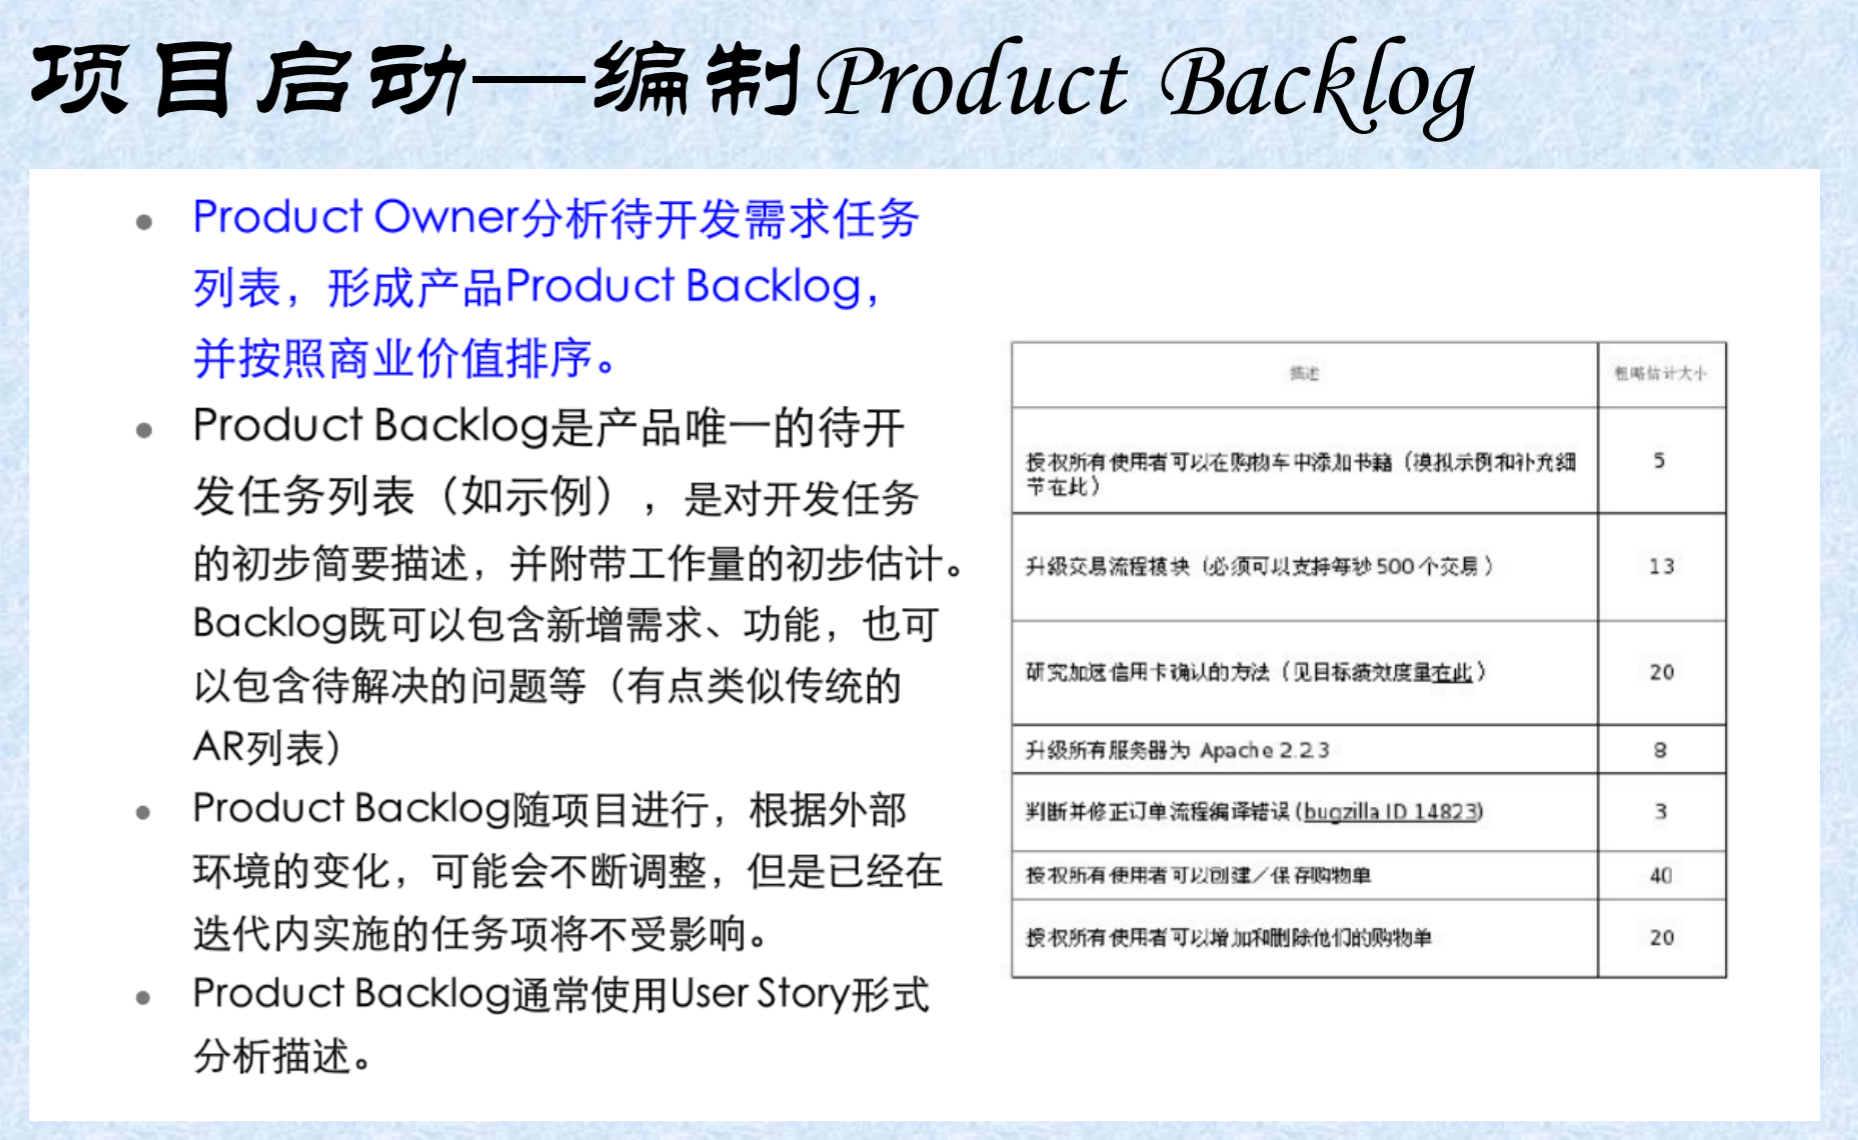 项目启动—编制Product Backlog
Product Owner分析待开发需求任务
列表，形成产品Product Backlog，
并按照商业价值排序。
Product Backlog是产品唯一的待开
发任务列表（如示例），是对开发任务
的初步简要描述，并附带工作量的初步估计。
Backlog既可以包含新增需求、功能，也可
以包含待解决的问题等（有点类似传统的
AR列表）
Product Backlog随项目进行，根据外部
环境的变化，可能会不断调整，但是已经在
迭代内实施的任务项将不受影响。
Product Backlog通常使用User Story形式
分析描述。
描述 粗略估计大小
授权所有使用者可以在购物车中添加书籍（模拟示例和补充细 5
节在此）
升级交易流程模块（必须可以支持每秒 500 个交易） 13
研究加速信用卡确认的方法（见目标绩效度量在此） 20
升级所有服务器为 Apache 2.2.3 8
判断并修正订单流程编译错误 (bugzilla ID 14823) 3
授权所有使用者可以创建／保存购物单 40
授权所有使用者可以增加和删除他们的购物单 20